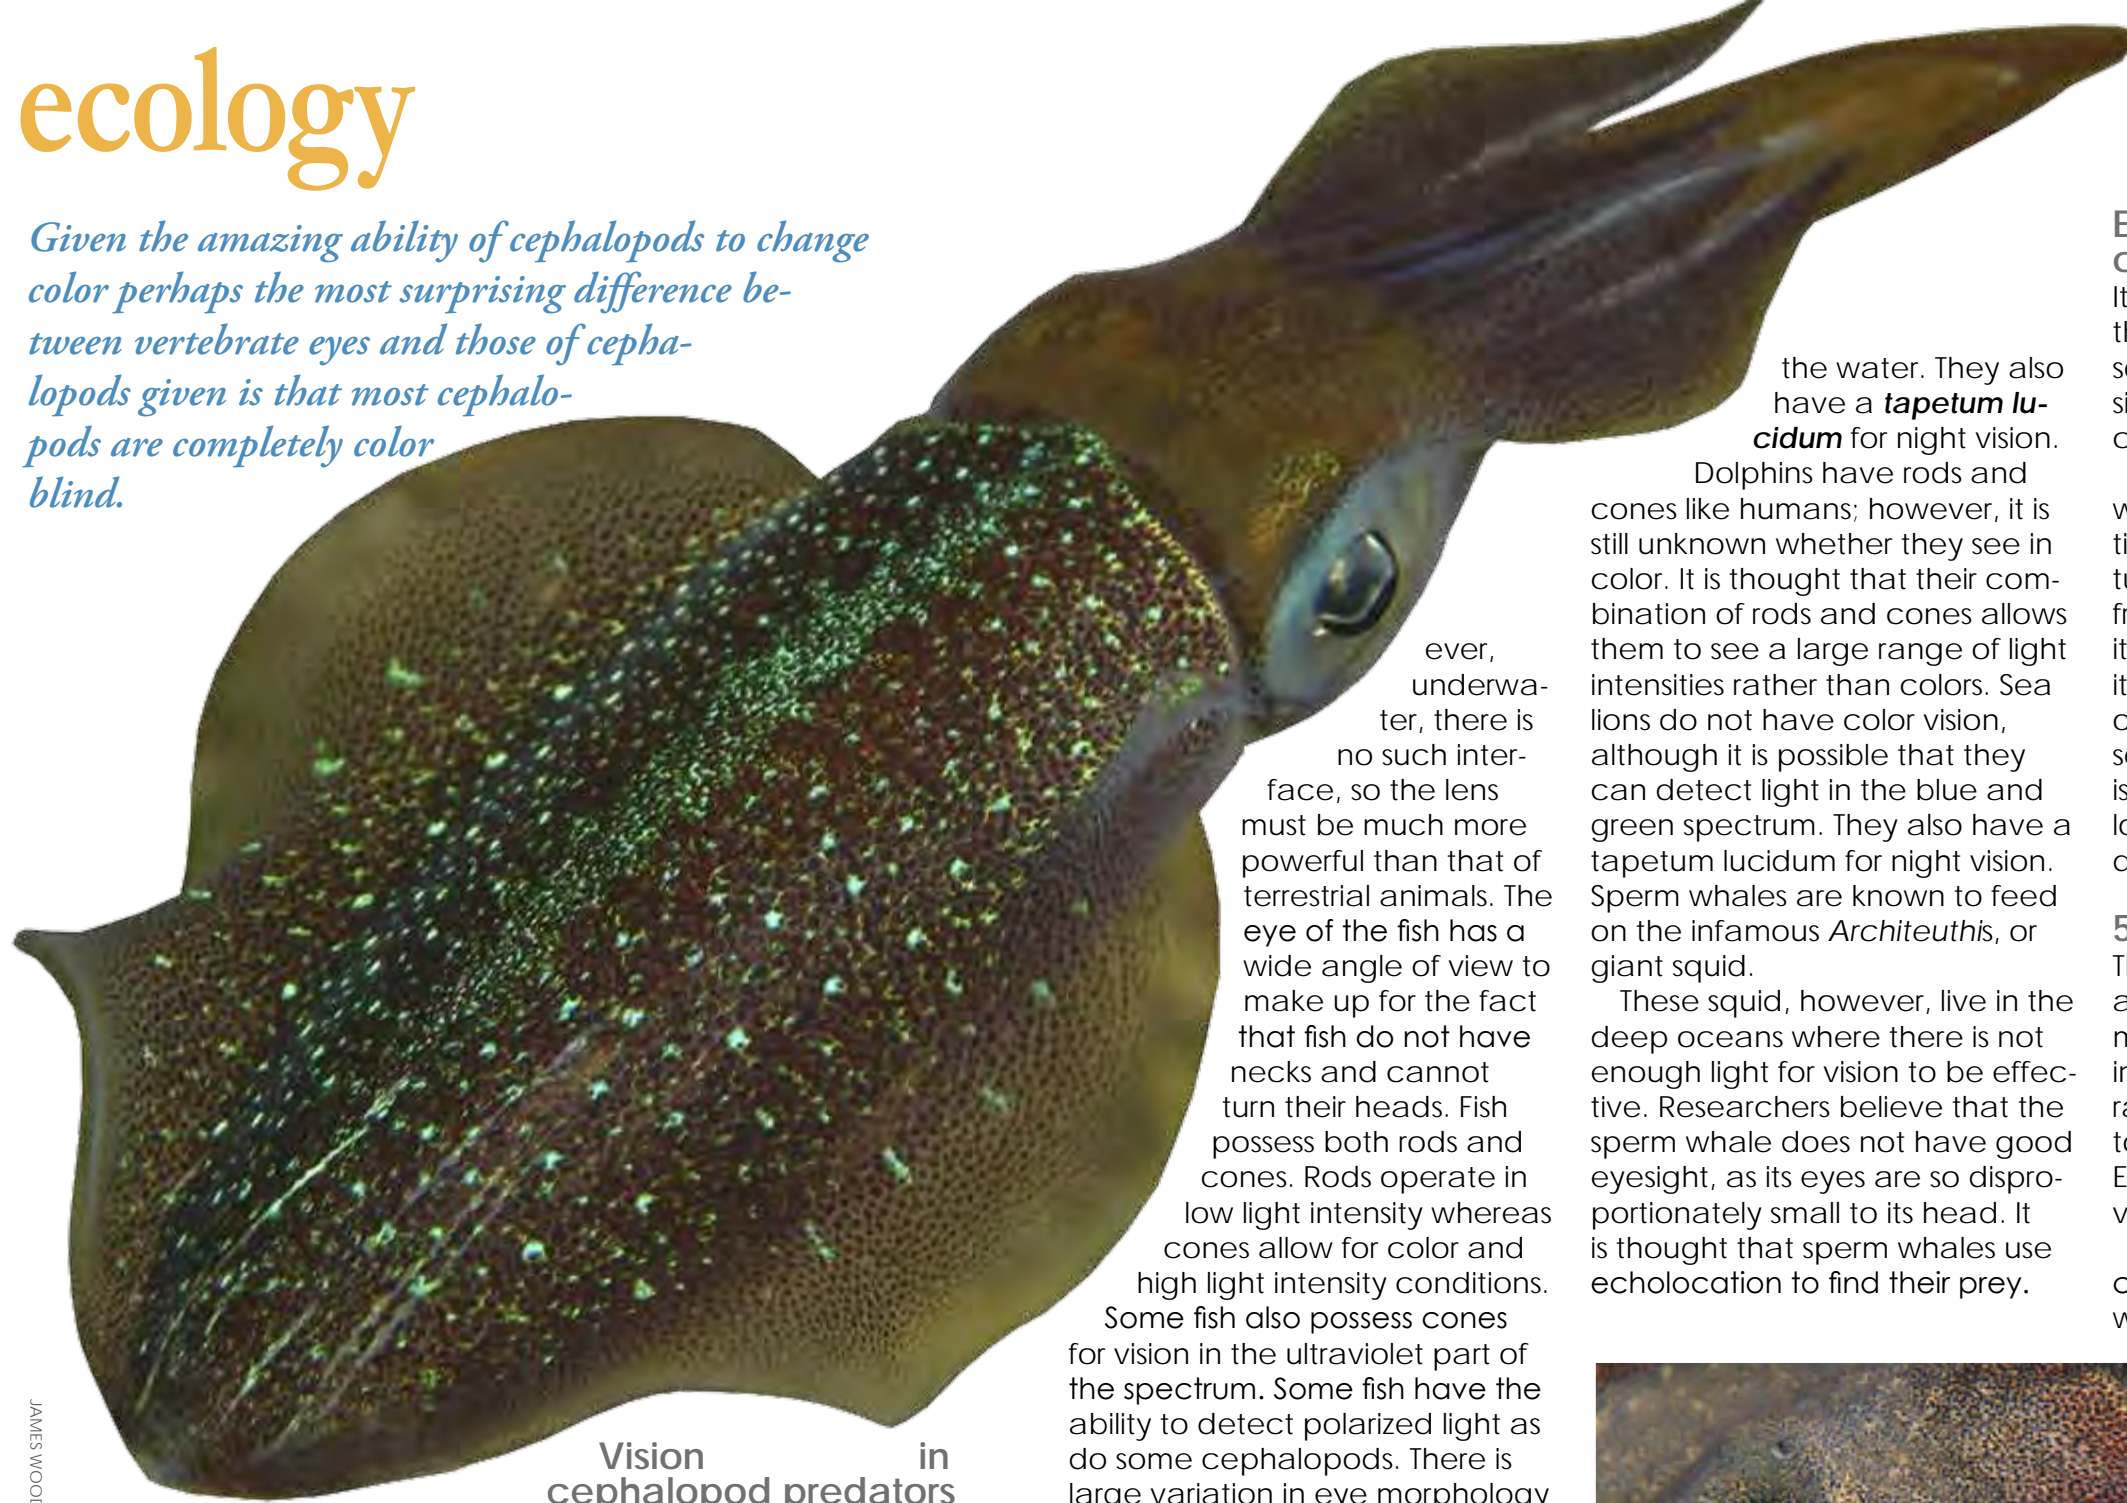 ecology
Given the amazing ability of cephalopods to change
color perhaps the most surprising difference be-
tween vertebrate eyes and those of cepha-
lopods given is that most cephalo-
pods are completely color
blind.
JAMES WOOD
Vision in
cephalopod predators
ever,
underwa-
ter, there is
no such inter-
face, so the lens
must be much more
powerful than that of
terrestrial animals. The
eye of the fish has a
wide angle of view to
make up for the fact
that fish do not have
necks and cannot
turn their heads. Fish
possess both rods and
cones. Rods operate in
low light intensity whereas
cones allow for color and
high light intensity conditions.
Some fish also possess cones
for vision in the ultraviolet part of
the spectrum. Some fish have the
ability to detect polarized light as
do some cephalopods. There is
large variation in eye morphology
the water. They also
have a tapetum lu-
cidum for night vision.
Dolphins have rods and
cones like humans; however, it is
still unknown whether they see in
color. It is thought that their com-
bination of rods and cones allows
them to see a large range of light
intensities rather than colors. Sea
lions do not have color vision,
although it is possible that they
can detect light in the blue and
green spectrum. They also have a
tapetum lucidum for night vision.
Sperm whales are known to feed
on the infamous Architeuthis, or
giant squid.
These squid, however, live in the
deep oceans where there is not
enough light for vision to be effec-
tive. Researchers believe that the
sperm whale does not have good
eyesight, as its eyes are so dispro-
portionately small to its head. It
is thought that sperm whales use
echolocation to find their prey.